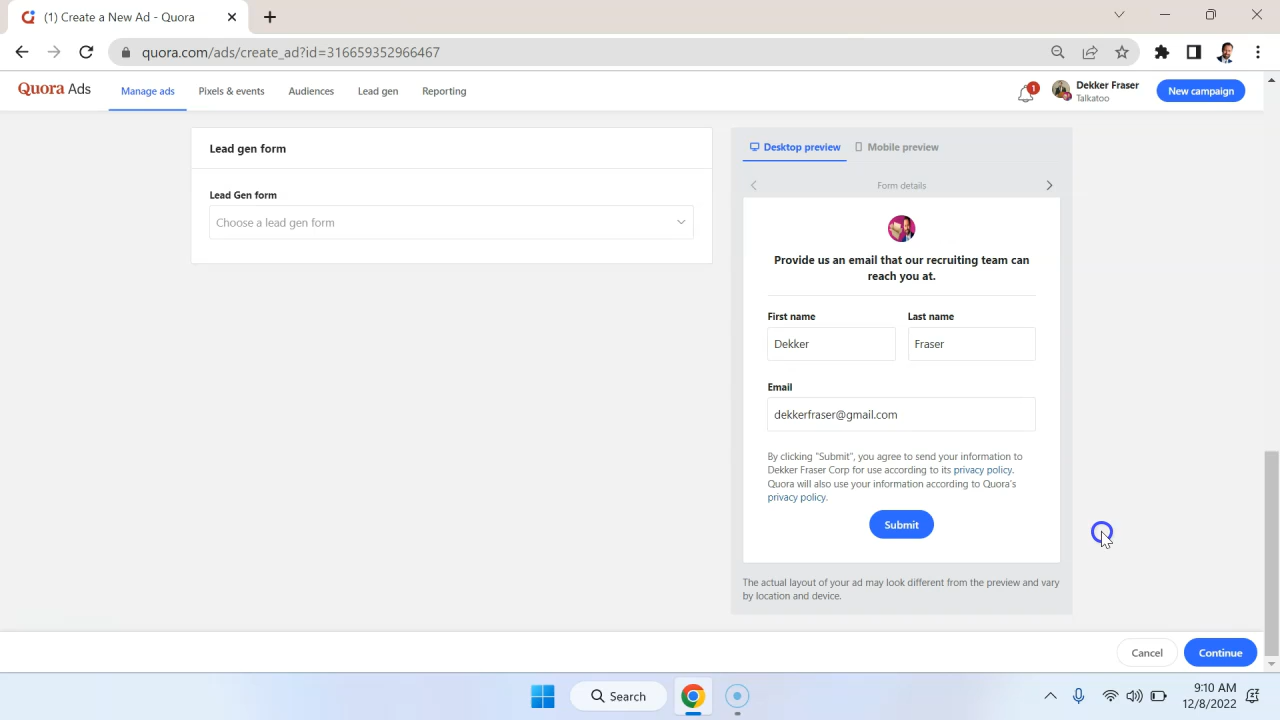 (1) Create a New Ad - Quora
quora.com/ads/create_ad?id=316659352966467
Quora Ads
Manage ads
Pixels & events
Audiences
Lead gen
Reporting
1
Dekker Fraser
Talkatoo
New campaign
Lead gen form
Lead Gen form
Choose a lead gen form
Desktop preview
Mobile preview
Form details
Provide us an email that our recruiting team can
reach you at.
First name
Last name
Dekker
Fraser
Email
dekkerfraser@gmail.com
By clicking "Submit", you agree to send your information to
Dekker Fraser Corp for use according to its privacy policy.
Quora will also use your information according to Quora's
privacy policy.
Submit
The actual layout of your ad may look different from the preview and vary
by location and device.
Cancel
Continue
Search
9:10 AM
12/8/2022